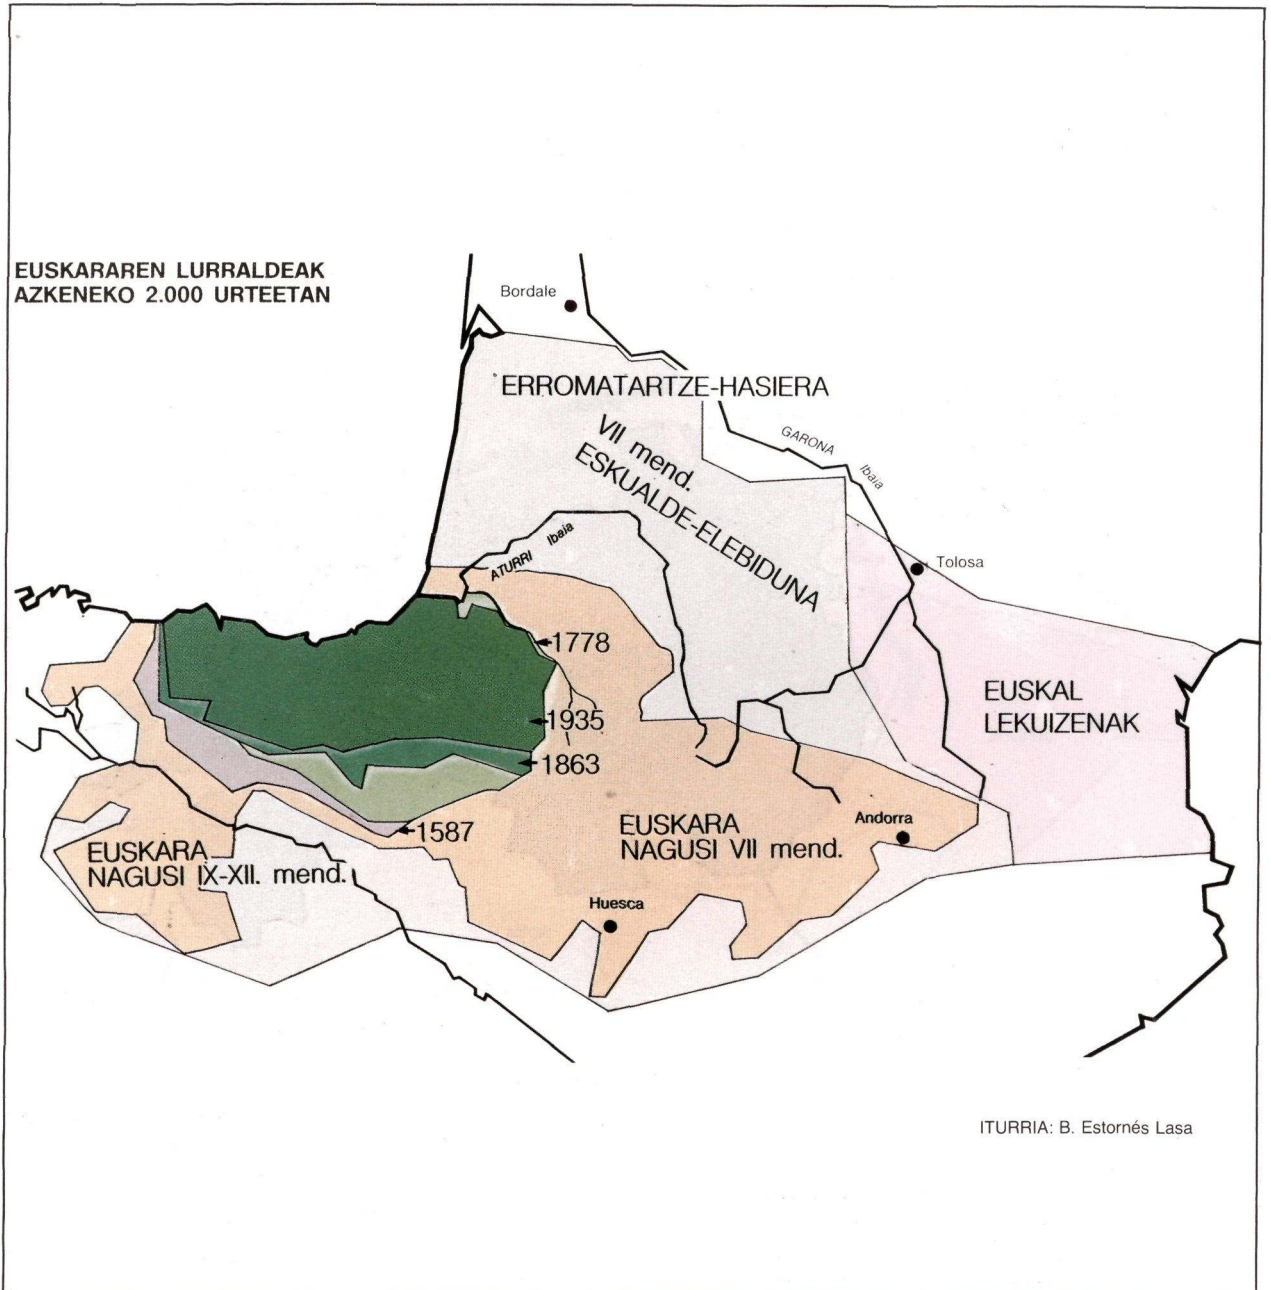 EUSKARAREN LURRALDEAK
AZKENEKO 2.000 URTEETAN
Bordale
ERROMATARTZE-HASIERA
VII mend.
ESKUALDE-ELEBIDUNA
GARONA Ibaia
ATURRI Ibaia
Tolosa
1778
EUSKAL
LEKUIZENAK
1935
1863
1587
EUSKARA
NAGUSI VII mend.
Andorra
EUSKARA
NAGUSI IX-XII. mend.
Huesca
ITURRIA: B. Estornés Lasa